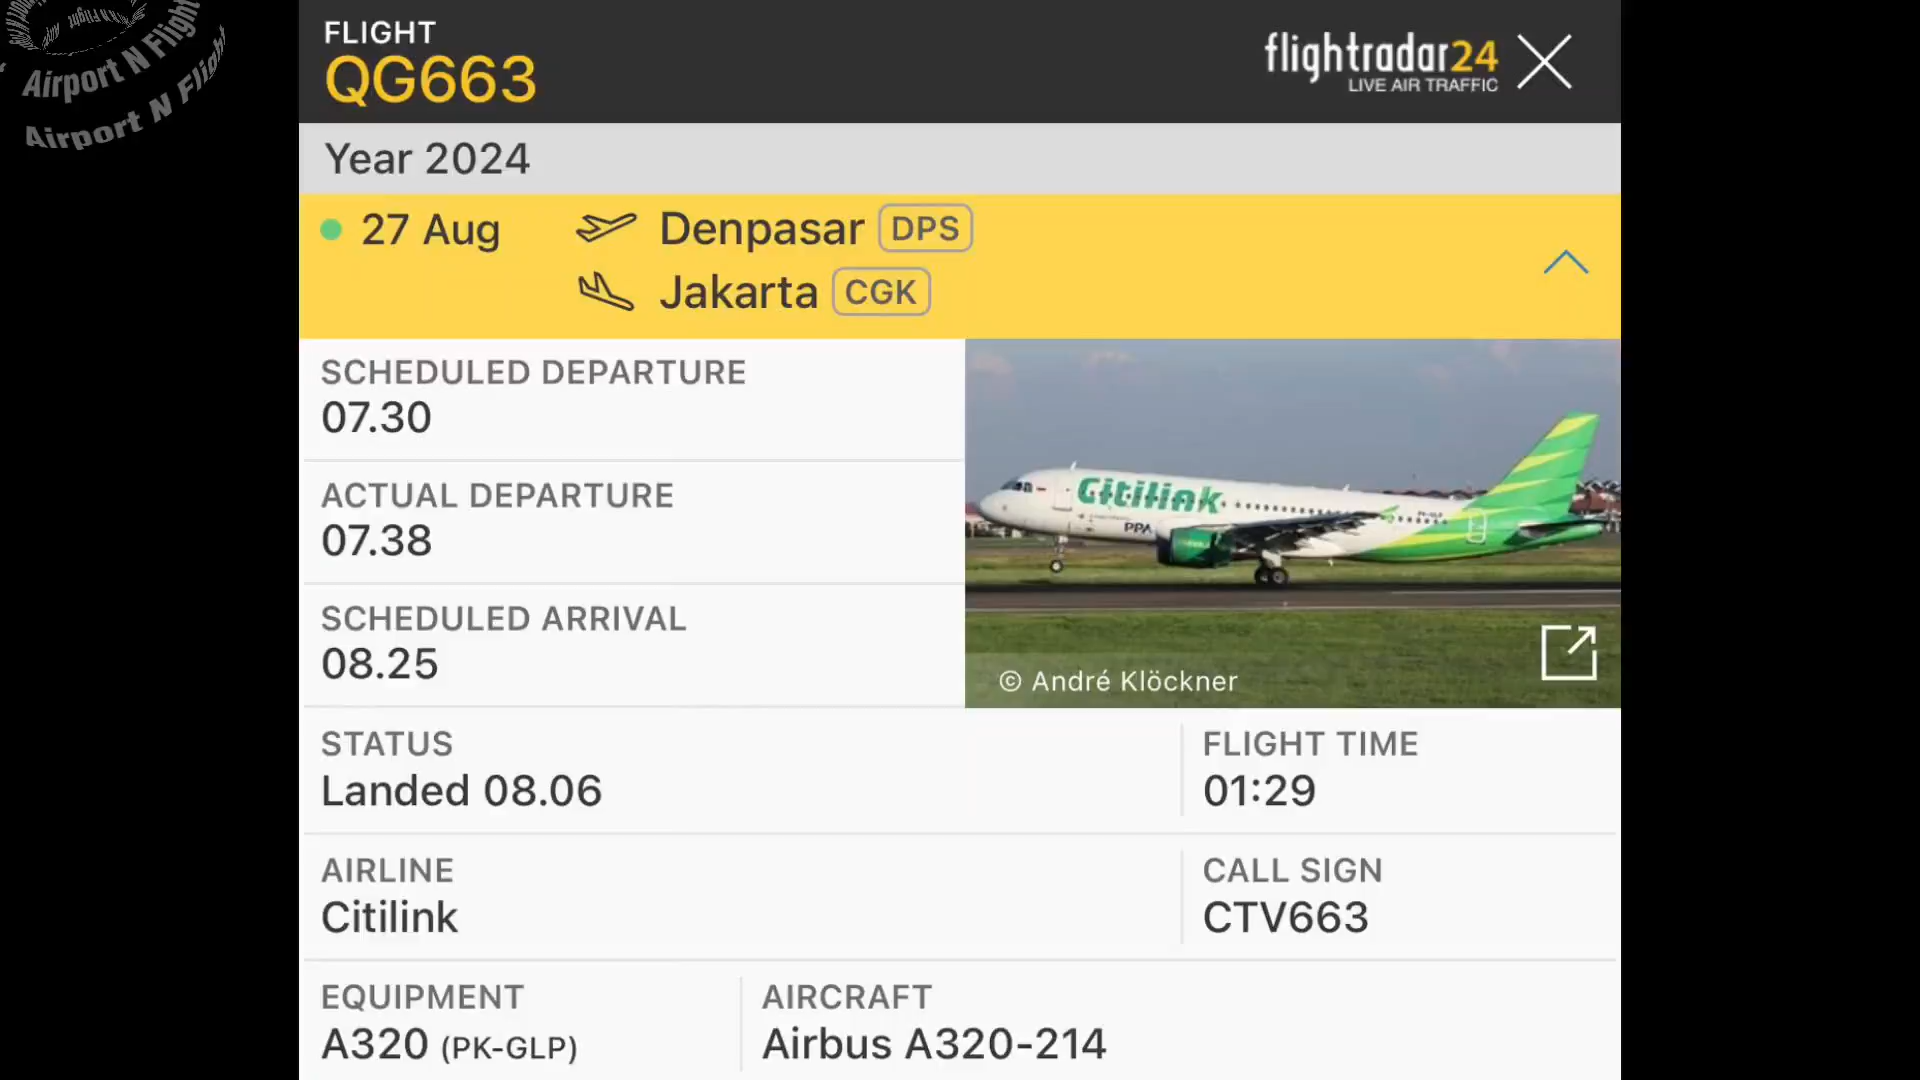 Airport N Flight
Airport N Flight
FLIGHT
QG663
flightradar24
LIVE AIR TRAFFIC
Year 2024
27 Aug
Denpasar DPS
Jakarta CGK
SCHEDULED DEPARTURE
07.30
ACTUAL DEPARTURE
07.38
SCHEDULED ARRIVAL
08.25
Citilink
PPA
© André Klöckner
STATUS
Landed 08.06
FLIGHT TIME
01:29
AIRLINE
Citilink
CALL SIGN
CTV663
EQUIPMENT
A320 (PK-GLP)
AIRCRAFT
Airbus A320-214